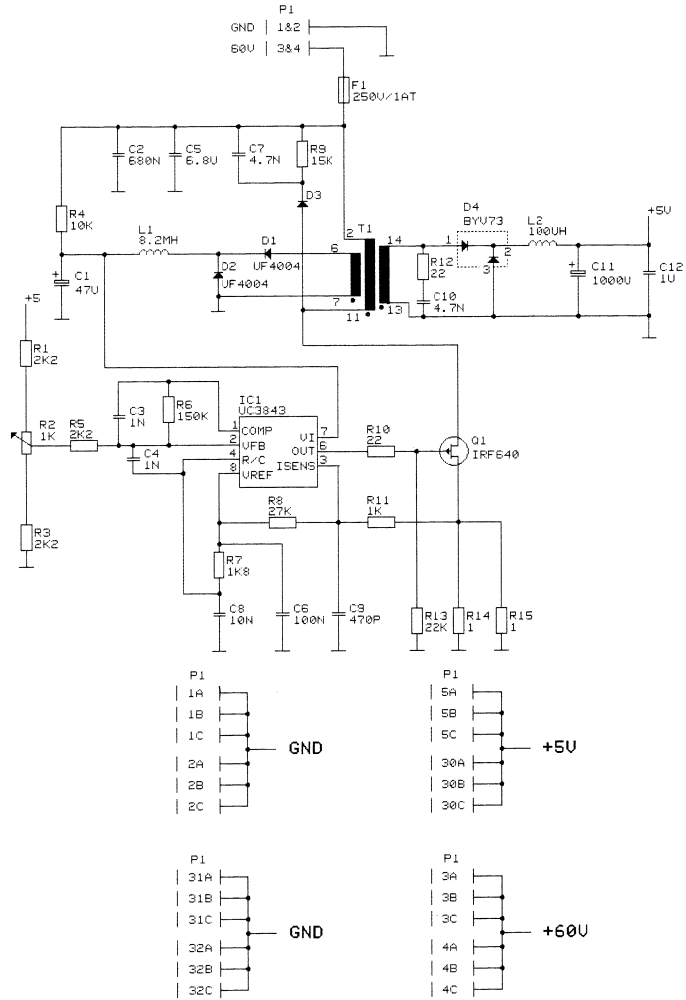 P1
GND 1&2
60V 3&4
F1
250V/1AT
C2
680N
C5
6.8U
C7
4.7N
R9
15K
D3
R4
10K
L1
8.2MH
D1
UF4004
D2
UF4004
T1
2
6
7
11
14
13
R12
22
C10
4.7N
D4
BYV73
1
2
3
L2
100UH
+5V
C11
1000U
C12
1U
+
C1
47U
+
+5
R1
2K2
R2
1K
R5
2K2
R3
2K2
C3
1N
R6
150K
C4
1N
IC1
UC3843
1 COMP
2 VFB
4 R/C
8 VREF
VI 7
OUT 6
ISENS 3
R10
22
Q1
IRF640
R8
27K
R11
1K
R7
1K8
C8
10N
C6
100N
C9
470P
R13
22K
R14
1
R15
1
P1
1A
1B
1C
2A
2B
2C
GND
P1
5A
5B
5C
30A
30B
30C
+5V
P1
31A
31B
31C
32A
32B
32C
GND
P1
3A
3B
3C
4A
4B
4C
+60V